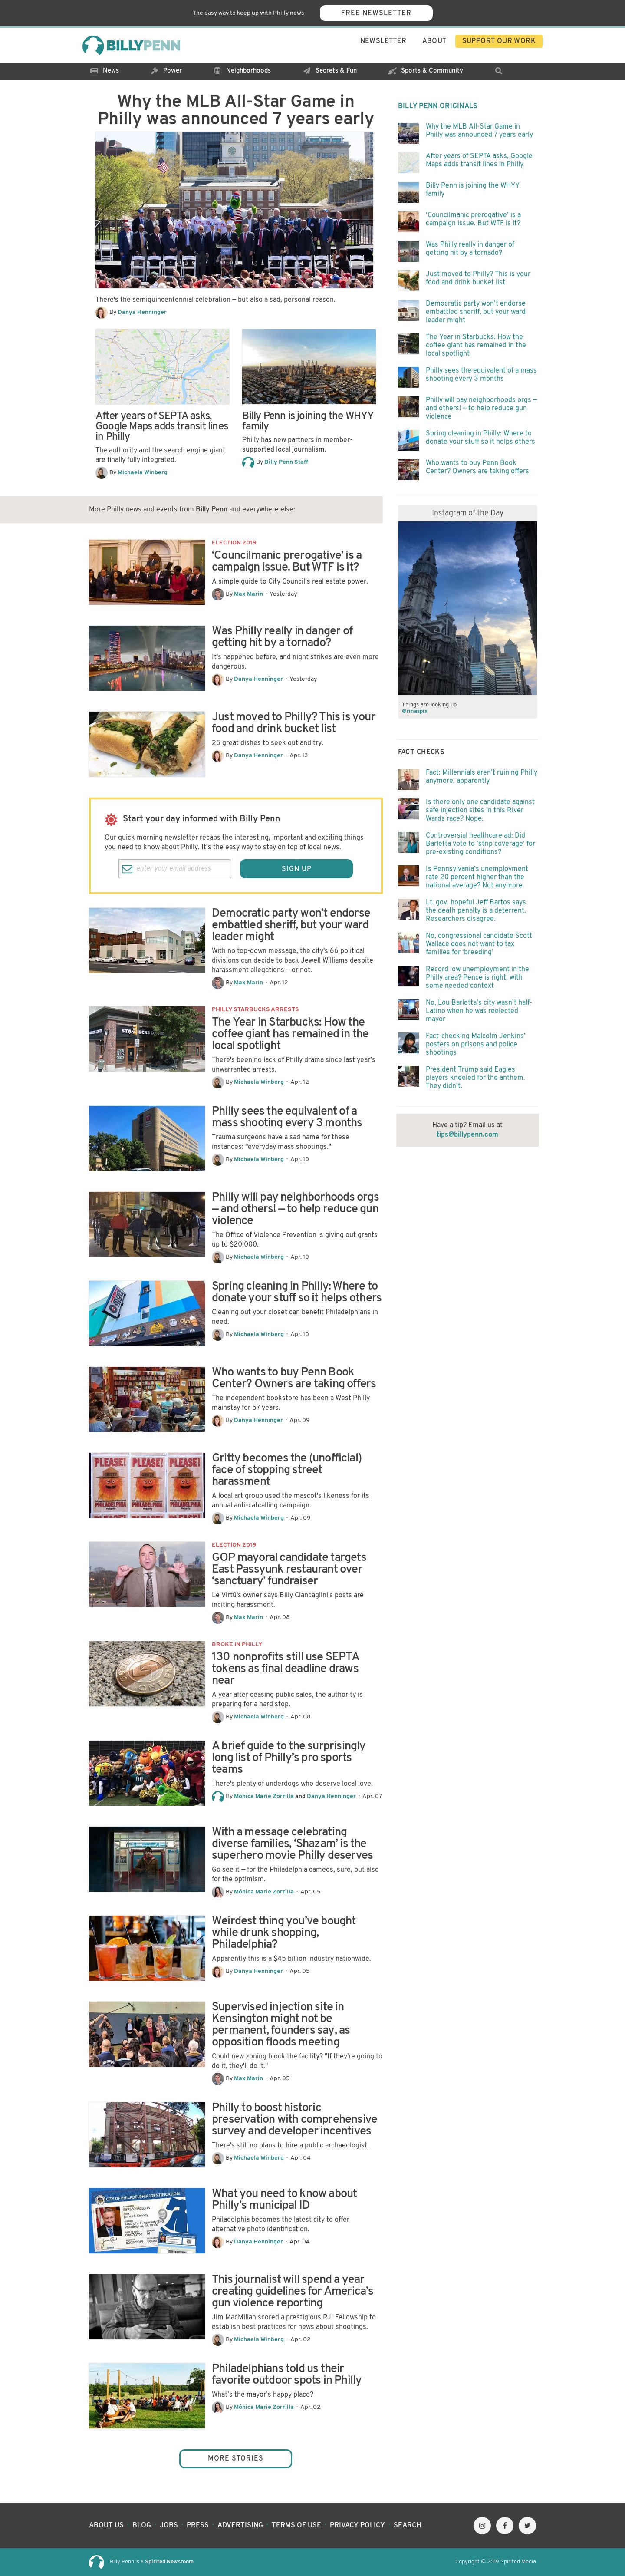 The easy way to keep up with Philly news
FREE NEWSLETTER
BILLYPENN
NEWSLETTER
ABOUT
SUPPORT OUR WORK
News
Power
Neighborhoods
Secrets & Fun
Sports & Community
Why the MLB All-Star Game in
Philly was announced 7 years early
There's the semiquincentennial celebration — but also a sad, personal reason.
By Danya Henninger
After years of SEPTA asks,
Google Maps adds transit lines
in Philly
The authority and the search engine giant
are finally fully integrated.
By Michaela Winberg
Billy Penn is joining the WHYY
family
Philly has new partners in member-
supported local journalism.
By Billy Penn Staff
More Philly news and events from Billy Penn and everywhere else:
ELECTION 2019
‘Councilmanic prerogative’ is a
campaign issue. But WTF is it?
A simple guide to City Council’s real estate power.
By Max Marin · Yesterday
Was Philly really in danger of
getting hit by a tornado?
It's happened before, and night strikes are even more
dangerous.
By Danya Henninger · Yesterday
Just moved to Philly? This is your
food and drink bucket list
25 great dishes to seek out and try.
By Danya Henninger · Apr. 13
Start your day informed with Billy Penn
Our quick morning newsletter recaps the important, interesting and exciting things
you need to know about Philly. It's the easy way to stay on top of local news.
enter your email address
SIGN UP
Democratic party won’t endorse
embattled sheriff, but your ward
leader might
With no top-down message, the city's 66 political
divisions can decide to back Jewell Williams despite
harassment allegations — or not.
By Max Marin · Apr. 12
PHILLY STARBUCKS ARRESTS
The Year in Starbucks: How the
coffee giant has remained in the
local spotlight
There's been no lack of Philly drama since last year’s
unwarranted arrests.
By Michaela Winberg · Apr. 12
Philly sees the equivalent of a
mass shooting every 3 months
Trauma surgeons have a sad name for these
instances: "everyday mass shootings."
By Michaela Winberg · Apr. 10
Philly will pay neighborhoods orgs
— and others! — to help reduce gun
violence
The Office of Violence Prevention is giving out grants
up to $20,000.
By Michaela Winberg · Apr. 10
Spring cleaning in Philly: Where to
donate your stuff so it helps others
Cleaning out your closet can benefit Philadelphians in
need.
By Michaela Winberg · Apr. 10
Who wants to buy Penn Book
Center? Owners are taking offers
The independent bookstore has been a West Philly
mainstay for 57 years.
By Danya Henninger · Apr. 09
PLEASE! PLEASE! PLEASE!
PHILADELPHIA
Gritty becomes the (unofficial)
face of stopping street
harassment
A local art group used the mascot's likeness for its
annual anti-catcalling campaign.
By Michaela Winberg · Apr. 09
ELECTION 2019
GOP mayoral candidate targets
East Passyunk restaurant over
‘sanctuary’ fundraiser
Le Virtú's owner says Billy Ciancaglini's posts are
inciting harassment.
By Max Marin · Apr. 08
BROKE IN PHILLY
130 nonprofits still use SEPTA
tokens as final deadline draws
near
A year after ceasing public sales, the authority is
preparing for a hard stop.
By Michaela Winberg · Apr. 08
A brief guide to the surprisingly
long list of Philly’s pro sports
teams
There's plenty of underdogs who deserve local love.
By Mónica Marie Zorrilla and Danya Henninger · Apr. 07
With a message celebrating
diverse families, ‘Shazam’ is the
superhero movie Philly deserves
Go see it — for the Philadelphia cameos, sure, but also
for the optimism.
By Mónica Marie Zorrilla · Apr. 05
Weirdest thing you’ve bought
while drunk shopping,
Philadelphia?
Apparently this is a $45 billion industry nationwide.
By Danya Henninger · Apr. 05
Supervised injection site in
Kensington might not be
permanent, founders say, as
opposition floods meeting
Could new zoning block the facility? "If they're going to
do it, they'll do it."
By Max Marin · Apr. 05
Philly to boost historic
preservation with comprehensive
survey and developer incentives
There's still no plans to hire a public archaeologist.
By Michaela Winberg · Apr. 04
CITY OF PHILADELPHIA IDENTIFICATION
What you need to know about
Philly’s municipal ID
Philadelphia becomes the latest city to offer
alternative photo identification.
By Danya Henninger · Apr. 04
This journalist will spend a year
creating guidelines for America’s
gun violence reporting
Jim MacMillan scored a prestigious RJI Fellowship to
establish best practices for news about shootings.
By Michaela Winberg · Apr. 02
Philadelphians told us their
favorite outdoor spots in Philly
What’s the mayor’s happy place?
By Mónica Marie Zorrilla · Apr. 02
MORE STORIES
BILLY PENN ORIGINALS
Why the MLB All-Star Game in
Philly was announced 7 years early
After years of SEPTA asks, Google
Maps adds transit lines in Philly
Billy Penn is joining the WHYY
family
‘Councilmanic prerogative’ is a
campaign issue. But WTF is it?
Was Philly really in danger of
getting hit by a tornado?
Just moved to Philly? This is your
food and drink bucket list
Democratic party won’t endorse
embattled sheriff, but your ward
leader might
The Year in Starbucks: How the
coffee giant has remained in the
local spotlight
Philly sees the equivalent of a mass
shooting every 3 months
Philly will pay neighborhoods orgs —
and others! — to help reduce gun
violence
Spring cleaning in Philly: Where to
donate your stuff so it helps others
Who wants to buy Penn Book
Center? Owners are taking offers
Instagram of the Day
Things are looking up
@rinaspix
FACT-CHECKS
Fact: Millennials aren’t ruining Philly
anymore, apparently
Is there only one candidate against
safe injection sites in this River
Wards race? Nope.
Controversial healthcare ad: Did
Barletta vote to ‘strip coverage’ for
pre-existing conditions?
Is Pennsylvania’s unemployment
rate 20 percent higher than the
national average? Not anymore.
Lt. gov. hopeful Jeff Bartos says
the death penalty is a deterrent.
Researchers disagree.
No, congressional candidate Scott
Wallace does not want to tax
families for ‘breeding’
Record low unemployment in the
Philly area? Pence is right, with
some needed context
No, Lou Barletta’s city wasn’t half-
Latino when he was reelected
mayor
Fact-checking Malcolm Jenkins’
posters on prisons and police
shootings
President Trump said Eagles
players kneeled for the anthem.
They didn’t.
Have a tip? Email us at
tips@billypenn.com
ABOUT US · BLOG · JOBS · PRESS · ADVERTISING · TERMS OF USE · PRIVACY POLICY · SEARCH
Billy Penn is a Spirited Newsroom
Copyright © 2019 Spirited Media